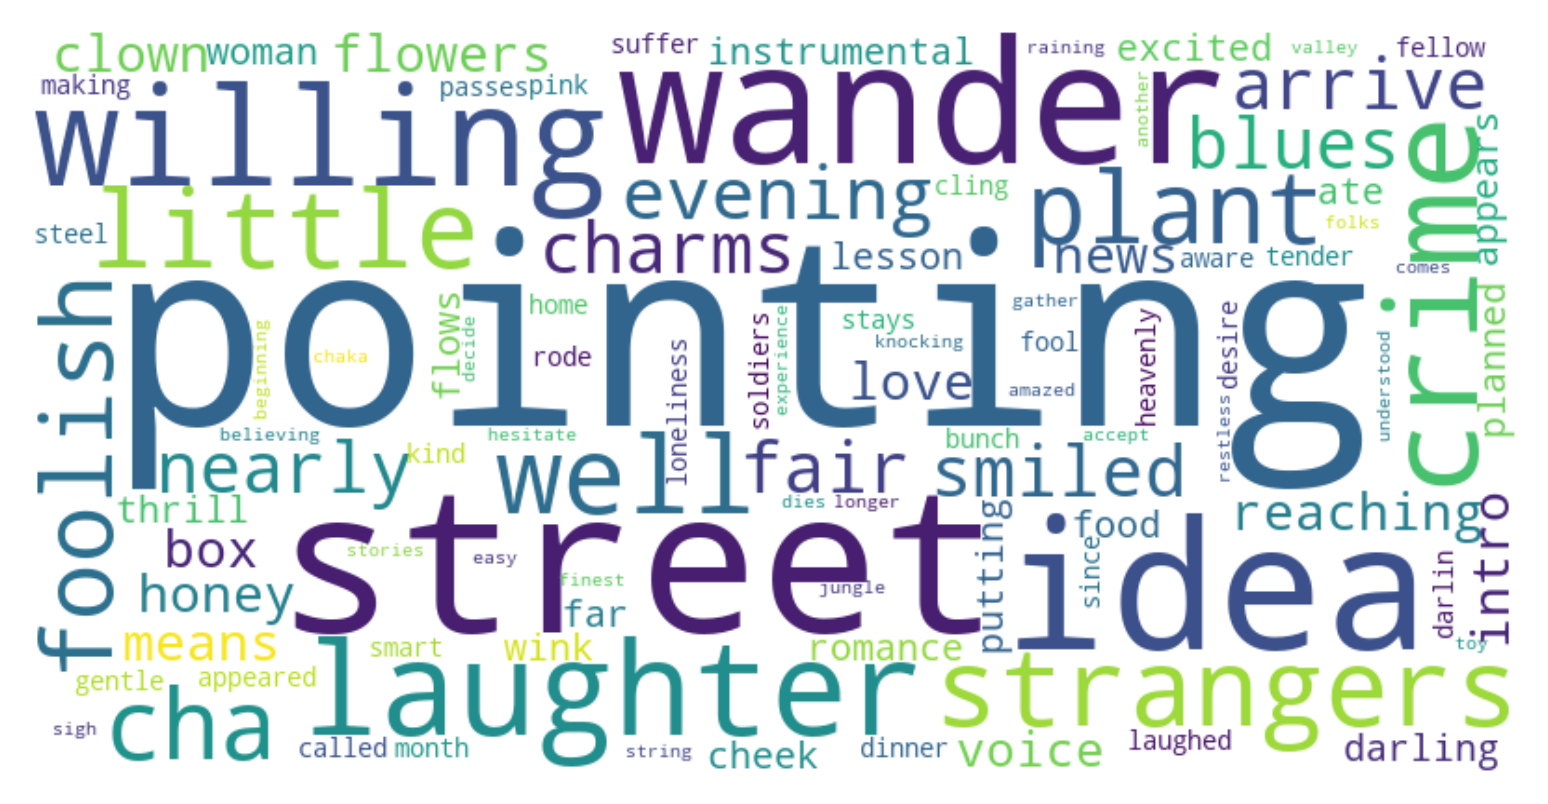 clown woman flowers suffer instrumental raining excited valley fellow
making willing passes pink wander another arrive
blues crime appears
little evening cling plant ate folks
steel charms lesson news aware tender comes
foolish pointing
flows decide home rode loneliness soldiers experience stays knocking gather fool amazed heavenly restless desire understood planned
beginning chaka love
believing hesitate bunch accept
nearly kind well fair smiled
thrill dies longer putting food reaching intro
box street stories easy finest jungle since idea darlin
honey far
means smart wink romance toy
gentle appeared laughter strangers
sigh cha called month string cheek dinner voice laughed darling